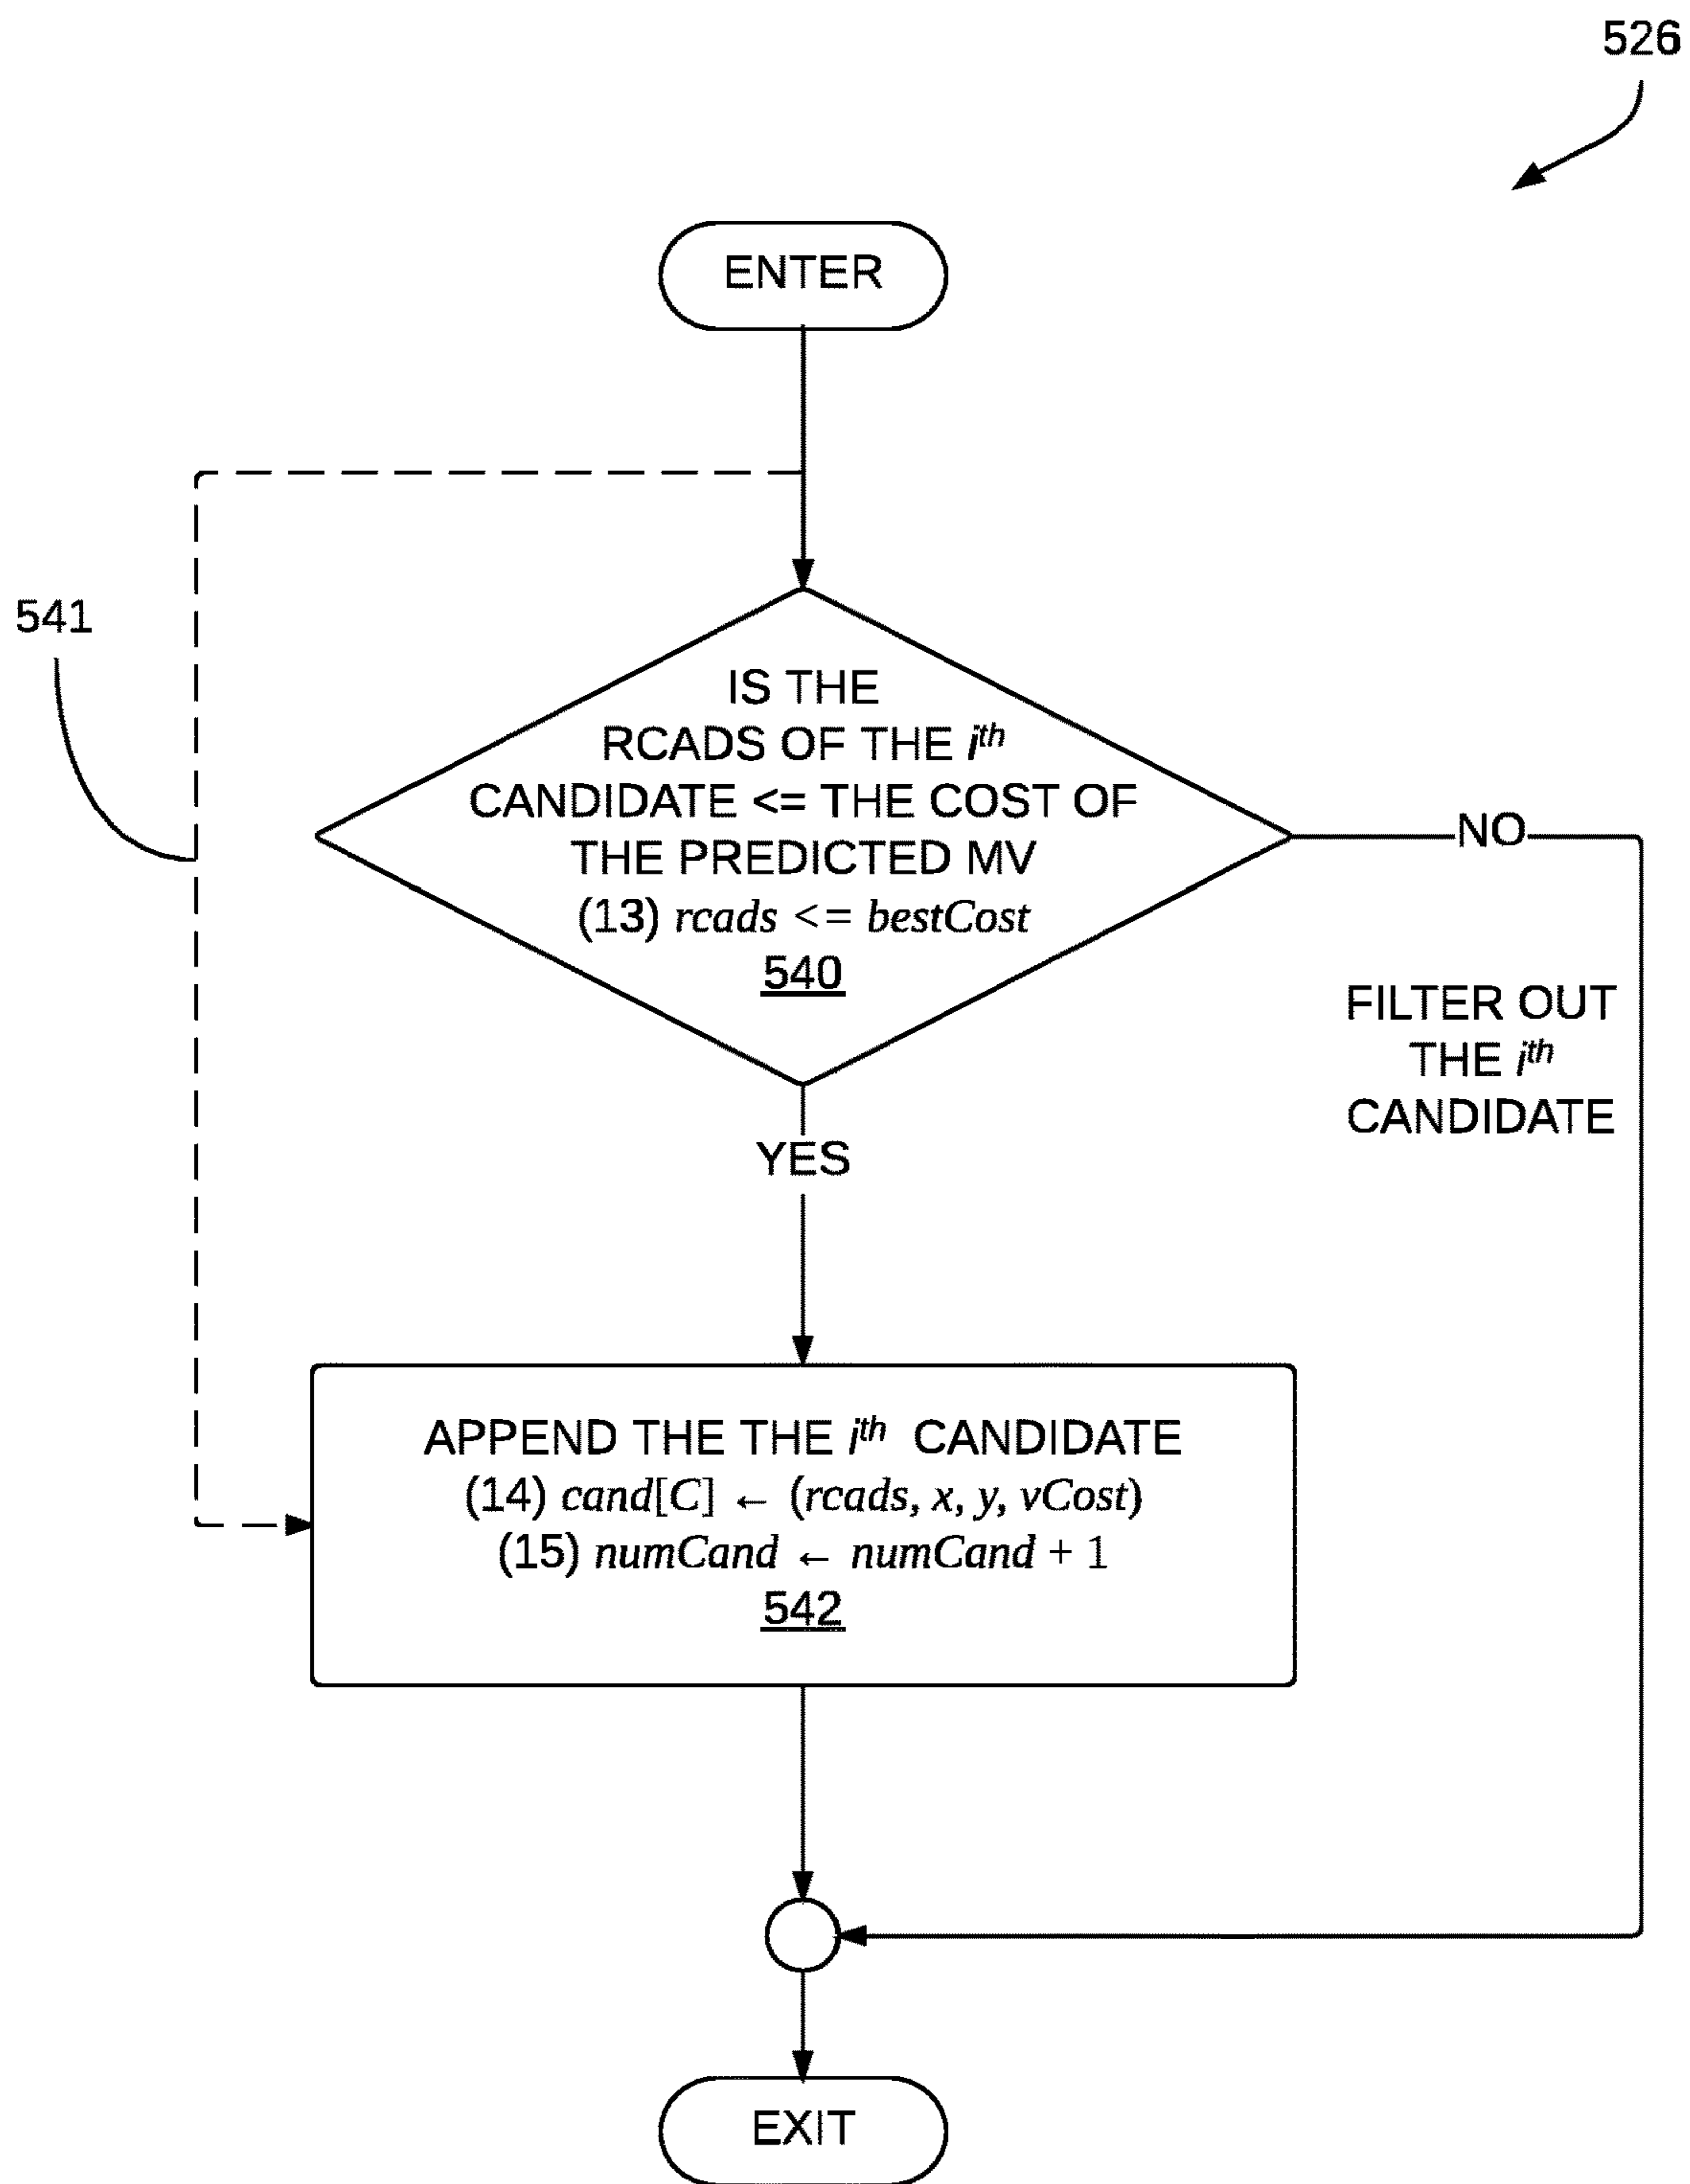 526
ENTER
541
IS THE
RCADS OF THE iᵗʰ
CANDIDATE <= THE COST OF
THE PREDICTED MV
(13) rcads <= bestCost
540
NO
FILTER OUT
THE iᵗʰ
CANDIDATE
YES
APPEND THE THE iᵗʰ CANDIDATE
(14) cand[C] ← (rcads, x, y, vCost)
(15) numCand ← numCand + 1
542
EXIT